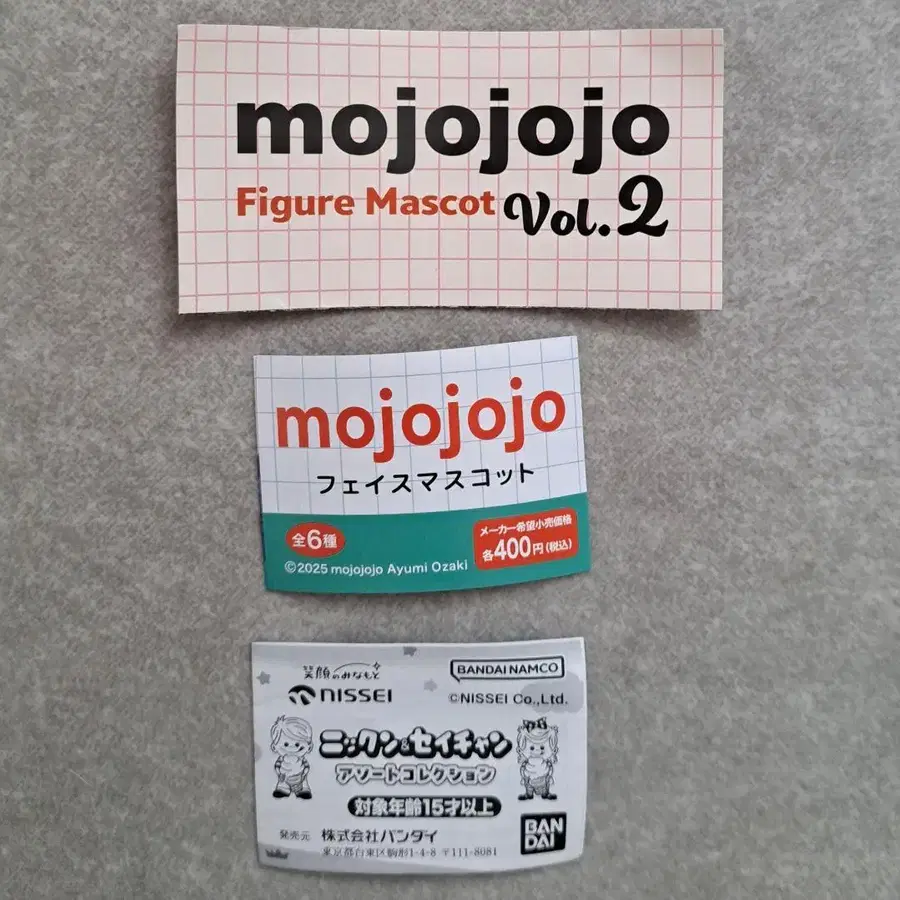 mojojojo
Figure Mascot Vol.2
mojojojo
フェイスマスコット
全6種
メーカー希望小売価格
各400円(税込)
©2025 mojojojo Ayumi Ozaki
笑顔のみなもと
NISSEI
BANDAI NAMCO
©NISSEI Co.,Ltd.
ニックン&セイチャン
アソートコレクション
対象年齢15才以上
発売元 株式会社バンダイ
東京都台東区駒形1-4-8 〒111-8081
BAN
DAI